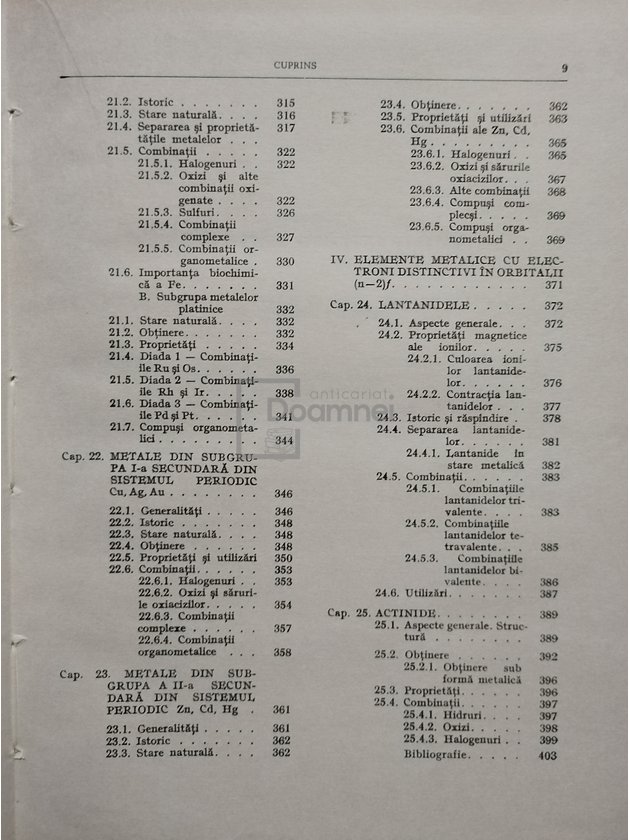 CUPRINS 9
21.2. Istoric . . . . . . . 315
21.3. Stare naturală. . . . 316
21.4. Separarea și proprietă- 317
țățile metalelor . . . .
21.5. Combinații . . . . . 322
21.5.1. Halogenuri . . 322
21.5.2. Oxizi și alte
combinații oxi-
genate . . . . 322
21.5.3. Sulfuri. . . . . 326
21.5.4. Combinații
complexe . . 327
21.5.5. Combinații or-
ganometalice . 330
21.6. Importanța biochimi-
că a Fe . . . . . . . 331
B. Subgrupa metalelor
platinice 332
21.1. Stare naturală. . . . 332
21.2. Obținere. . . . . . . 332
21.3. Proprietăți . . . . . 334
21.4. Diada 1 — Combinați-
ile Ru și Os. . . . . . 336
21.5. Diada 2 — Combinați-
ile Rh și Ir. . . . . . 338
21.6. Diada 3 — Combinați-
ile Pd și Pt. . . . . . 341
21.7. Compuși organometa-
lici . . . . . . . . . 344
Cap. 22. METALE DIN SUBGRU-
PA I-a SECUNDARĂ DIN
SISTEMUL PERIODIC
Cu, Ag, Au . . . . . . . . 346
22.1. Generalități . . . . . 346
22.2. Istoric . . . . . . . 348
22.3. Stare naturală. . . . 348
22.4. Obținere . . . . . . 348
22.5. Proprietăți și utilizări 350
22.6. Combinații. . . . . . 353
22.6.1. Halogenuri . . 353
22.6.2. Oxizi și săruri-
le oxiacizilor. . . . . 354
22.6.3. Combinații
complexe . . . . . . 357
22.6.4. Combinații
organometalice . . . 358
Cap. 23. METALE DIN SUB-
GRUPA A II-a SECUN-
DARĂ DIN SISTEMUL
PERIODIC Zn, Cd, Hg . 361
23.1. Generalități . . . . . 361
23.2. Istoric . . . . . . . 362
23.3. Stare naturală. . . . 362
23.4. Obținere. . . . . . . 362
23.5. Proprietăți și utilizări 363
23.6. Combinații ale Zn, Cd,
Hg . . . . . . . . . 365
23.6.1. Halogenuri . . 365
23.6.2. Oxizi și sărurile
oxiacizilor. . . 367
23.6.3. Alte combinații 368
23.6.4. Compuși com-
plecși. . . . . 369
23.6.5. Compuși orga-
nometalici . . 369
IV. ELEMENTE METALICE CU ELEC-
TRONI DISTINCTIVI ÎN ORBITALII
(n—2)f. . . . . . . . . . . . 371
Cap. 24. LANTANIDELE . . . . . 372
24.1. Aspecte generale. . . 372
24.2. Proprietăți magnetice
ale ionilor. . . . . . 375
24.2.1. Culoarea ioni-
lor lantanide-
lor. . . . . . 376
24.2.2. Contracția lan-
tanidelor . . . 377
24.3. Istoric și răspîndire . 378
24.4. Separarea lantanide-
lor. . . . . . . . . . 381
24.4.1. Lantanide în
stare metalică 382
24.5. Combinații. . . . . . 383
24.5.1. Combinațiile
lantanidelor tri-
valente. . . . 383
24.5.2. Combinațiile
lantanidelor te-
travalente. . . 385
24.5.3. Combinațiile
lantanidelor bi-
valente. . . . 386
24.6. Utilizări. . . . . . . 387
Cap. 25. ACTINIDE. . . . . . . . 389
25.1. Aspecte generale. Struc-
tură . . . . . . . . . 389
25.2. Obținere . . . . . . 392
25.2.1. Obținere sub
formă metalică 396
25.3. Proprietăți. . . . . . 396
25.4. Combinații. . . . . . 397
25.4.1. Hidruri. . . . 397
25.4.2. Oxizi. . . . . 398
25.4.3. Halogenuri . . 399
Bibliografie. . . . . 403
anticariat
Doamnei